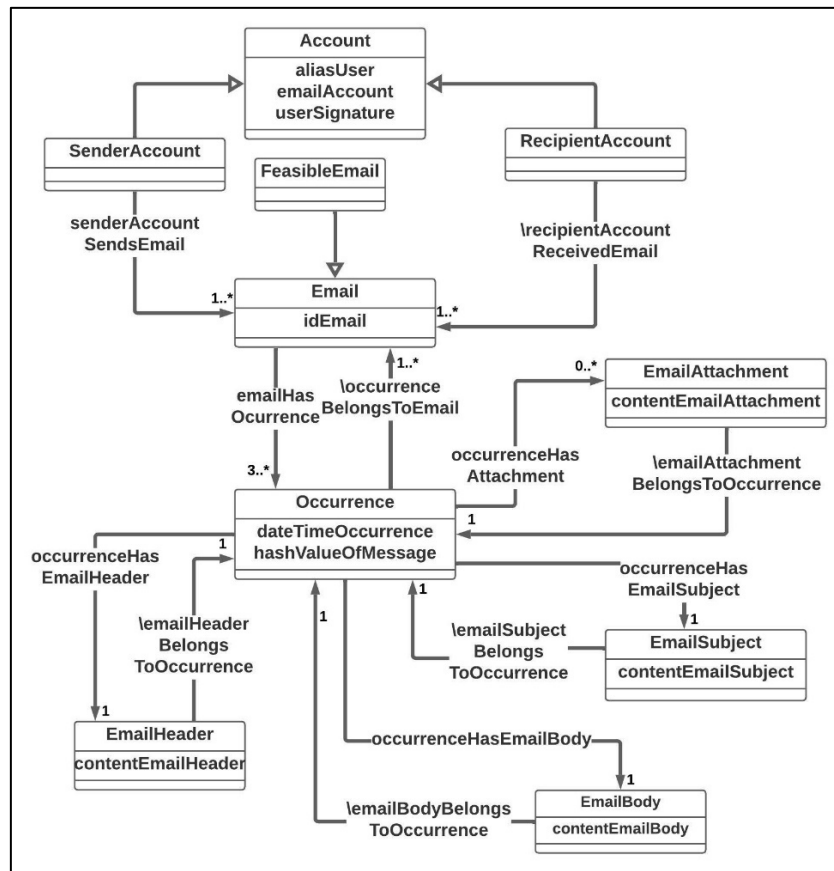 Account
aliasUser
emailAccount
userSignature
SenderAccount
RecipientAccount
FeasibleEmail
senderAccount
SendsEmail
\recipientAccount
ReceivedEmail
1..*
Email
1..*
idEmail
1..*
emailHas
Ocurrence
\occurrence
BelongsToEmail
0..*
EmailAttachment
contentEmailAttachment
occurrenceHas
Attachment
\emailAttachment
BelongsToOccurrence
3..*
Occurrence
dateTimeOccurrence
hashValueOfMessage
1
occurrenceHas
EmailHeader
1
\emailHeader
Belongs
ToOccurrence
1
1
occurrenceHas
EmailSubject
1
\emailSubject
Belongs
ToOccurrence
EmailSubject
contentEmailSubject
1
EmailHeader
contentEmailHeader
occurrenceHasEmailBody
1
\emailBodyBelongs
ToOccurrence
EmailBody
contentEmailBody